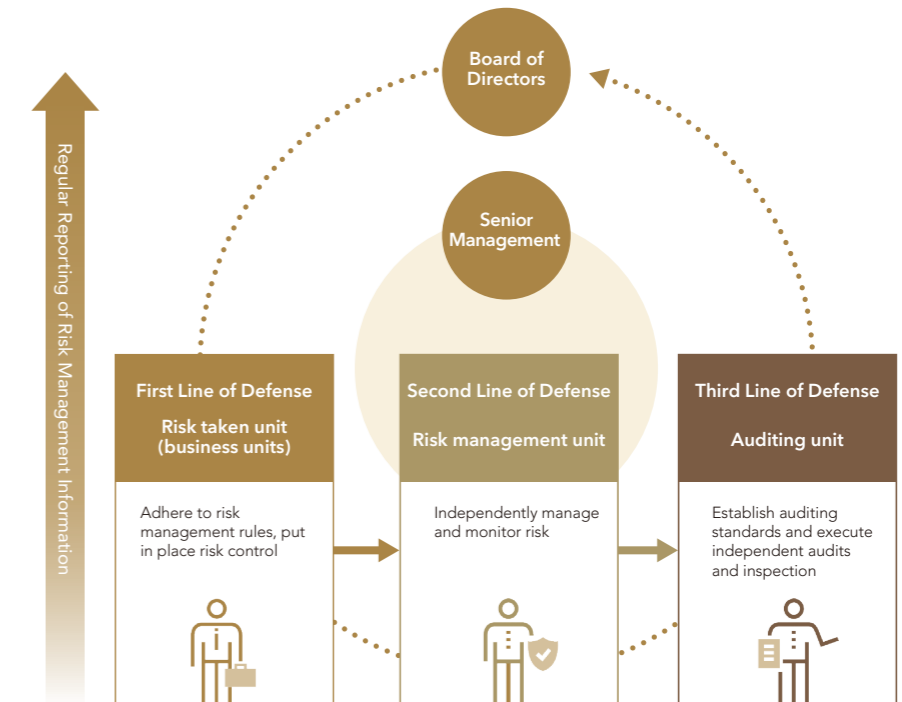 Board of
Directors
Senior
Management
Regular Reporting of Risk Management Information
First Line of Defense
Risk taken unit
(business units)
Adhere to risk
management rules, put
in place risk control
Second Line of Defense
Risk management unit
Independently manage
and monitor risk
Third Line of Defense
Auditing unit
Establish auditing
standards and execute
independent audits
and inspection